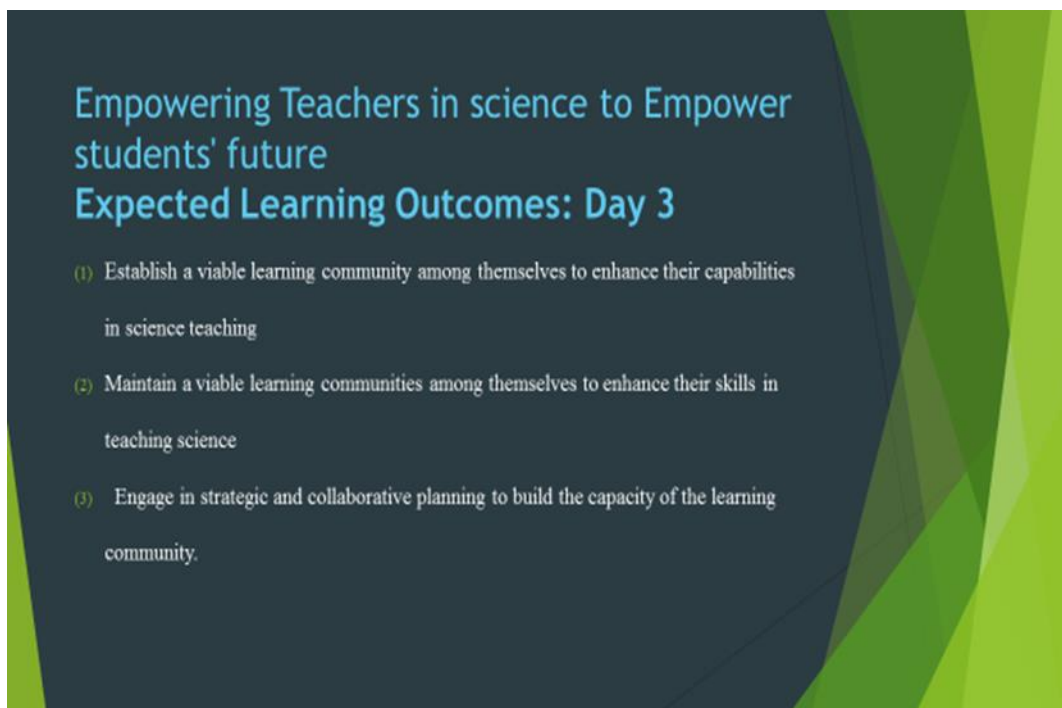 Empowering Teachers in science to Empower
students' future
Expected Learning Outcomes: Day 3
(1) Establish a viable learning community among themselves to enhance their capabilities
in science teaching
(2) Maintain a viable learning communities among themselves to enhance their skills in
teaching science
(3) Engage in strategic and collaborative planning to build the capacity of the learning
community.